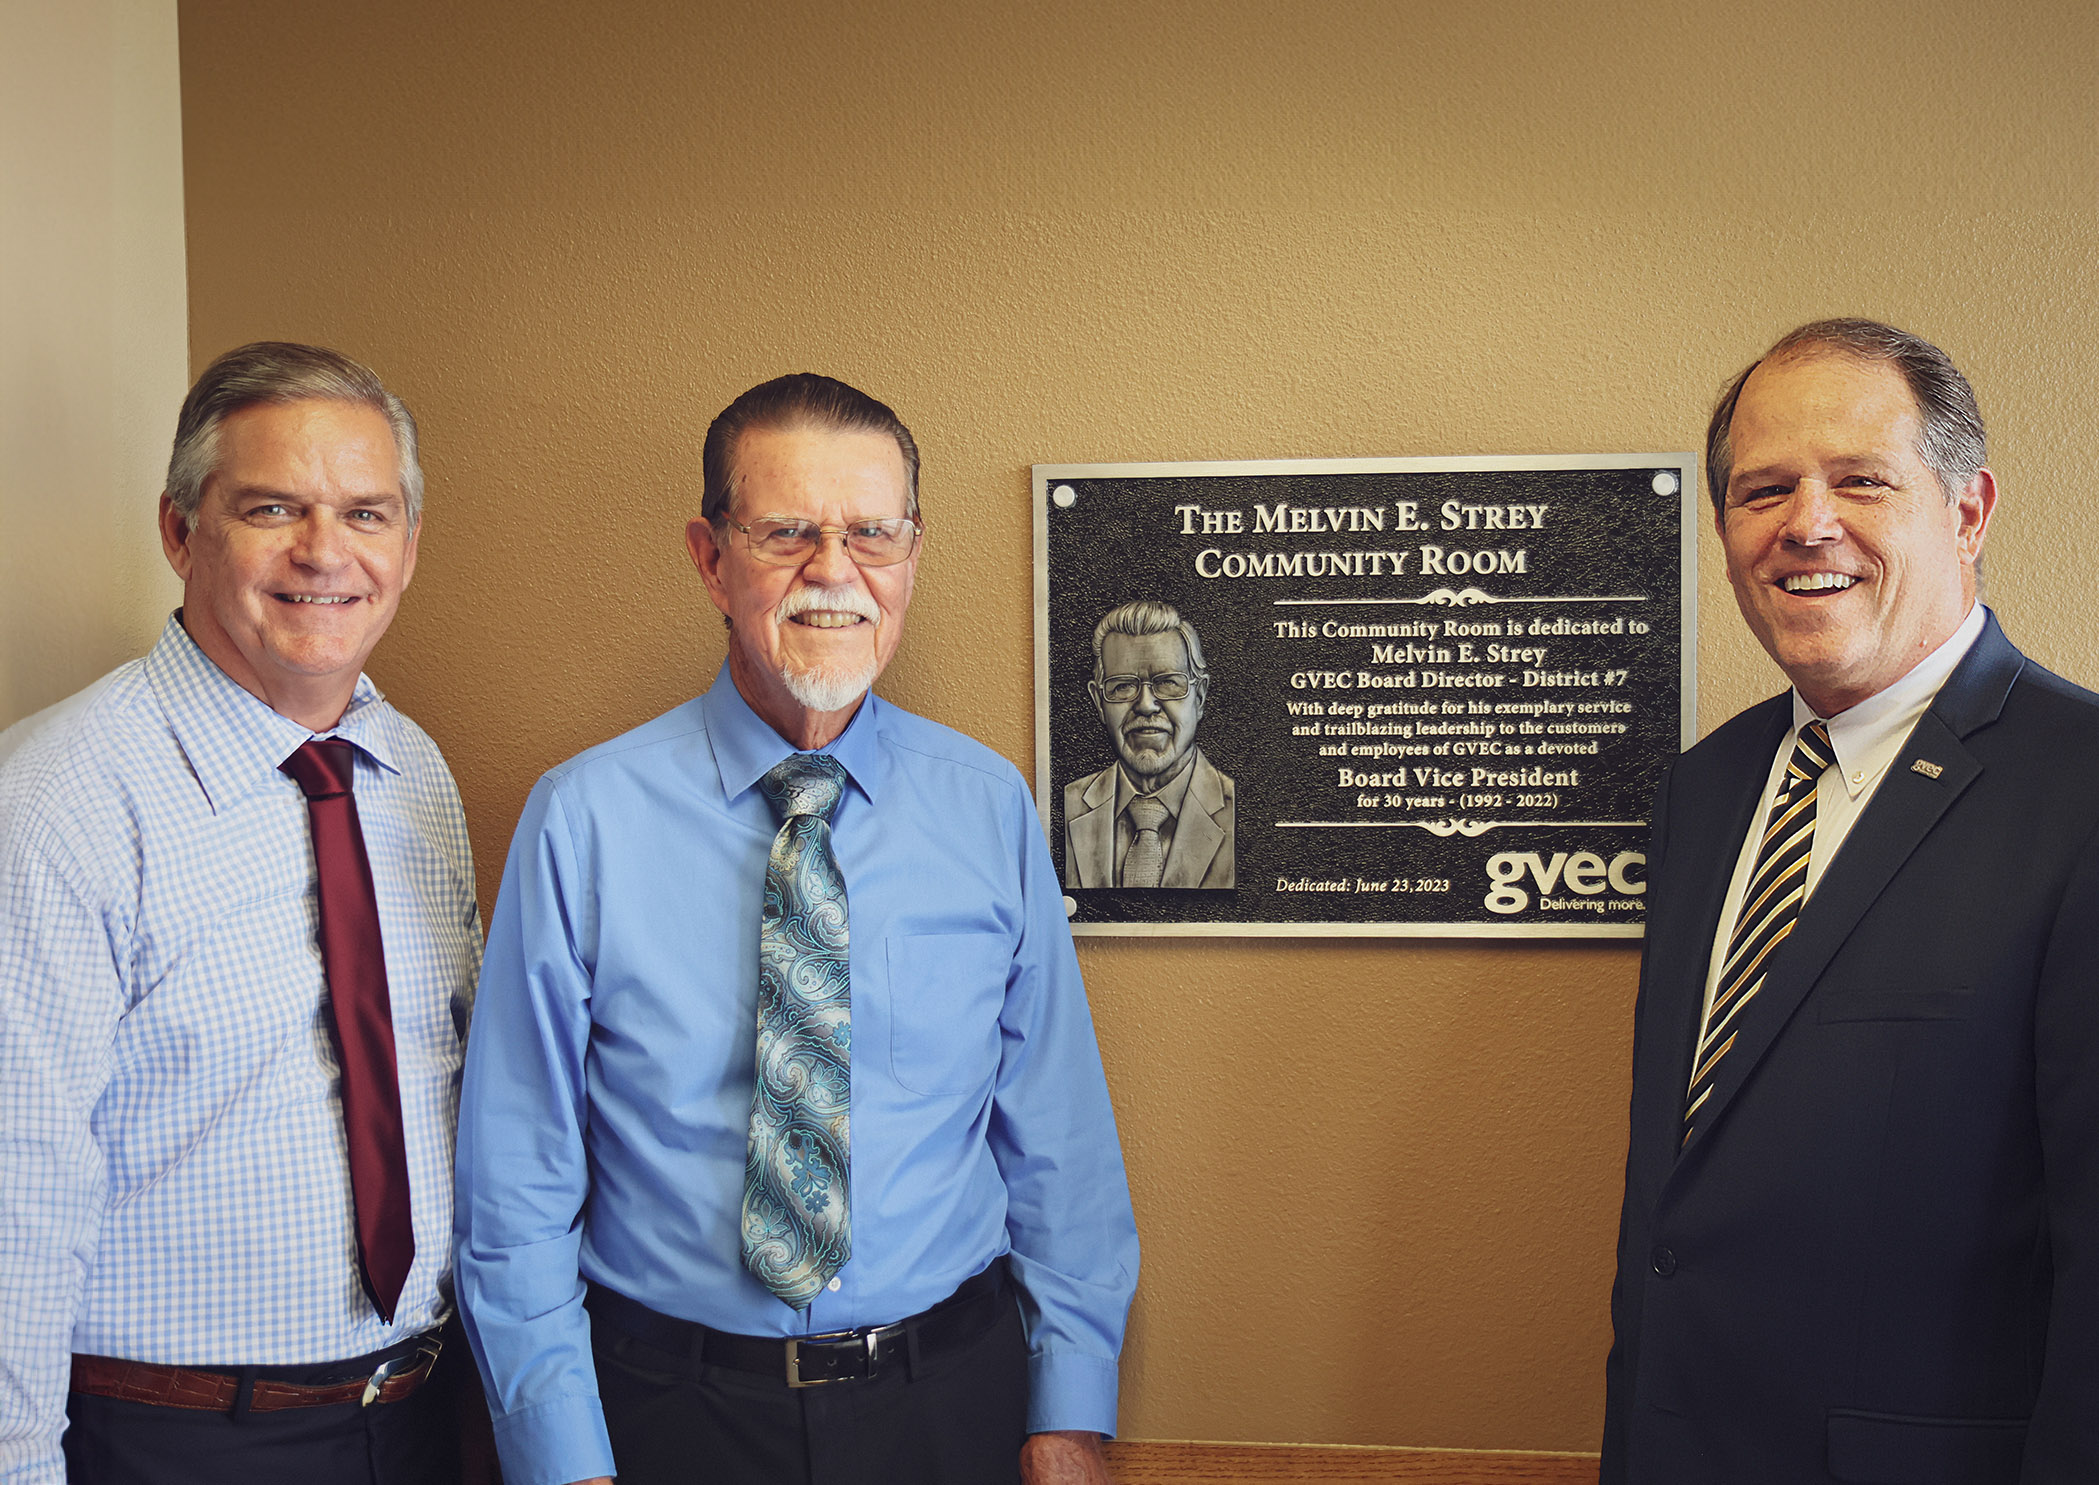 THE MELVIN E. STREY
COMMUNITY ROOM
This Community Room is dedicated to
Melvin E. Strey
GVEC Board Director - District #7
With deep gratitude for his exemplary service
and trailblazing leadership to the customers
and employees of GVEC as a devoted
Board Vice President
for 30 years - (1992 - 2022)
Dedicated: June 23, 2023
gvec
Delivering more.
gvec